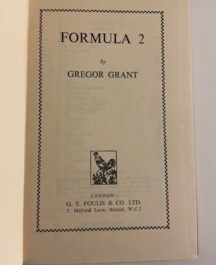 FORMULA 2
by
GREGOR GRANT
LONDON:
G. T. FOULIS & CO. LTD.
7, Milford Lane, Strand, W.C.2